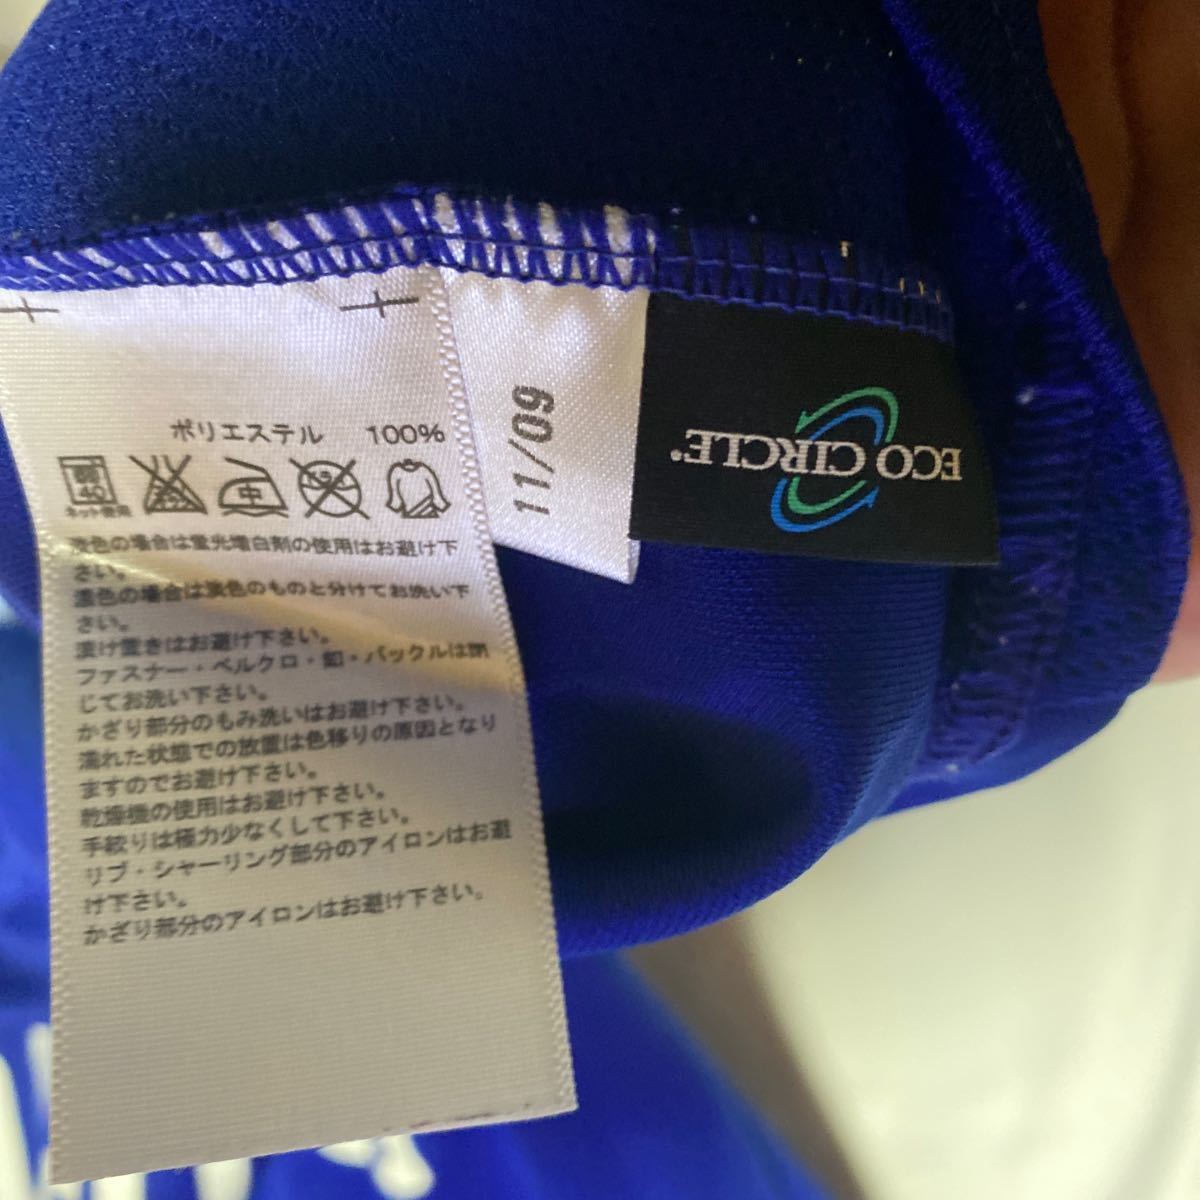 ポリエステル 100%
40
中
ネット使用
淡色の場合は蛍光増白剤の使用はお避け下
さい。
濃色の場合は淡色のものと分けてお洗い下
さい。
漬け置きはお避け下さい。
ファスナー・ベルクロ・釦・バックルは閉
じてお洗い下さい。
かざり部分のもみ洗いはお避け下さい。
濡れた状態での放置は色移りの原因となり
ますのでお避け下さい。
乾燥機の使用はお避け下さい。
手絞りは極力少なくして下さい。
リブ・シャーリング部分のアイロンはお避
け下さい。
かざり部分のアイロンはお避け下さい。
11/09
ECO CIRCLE®